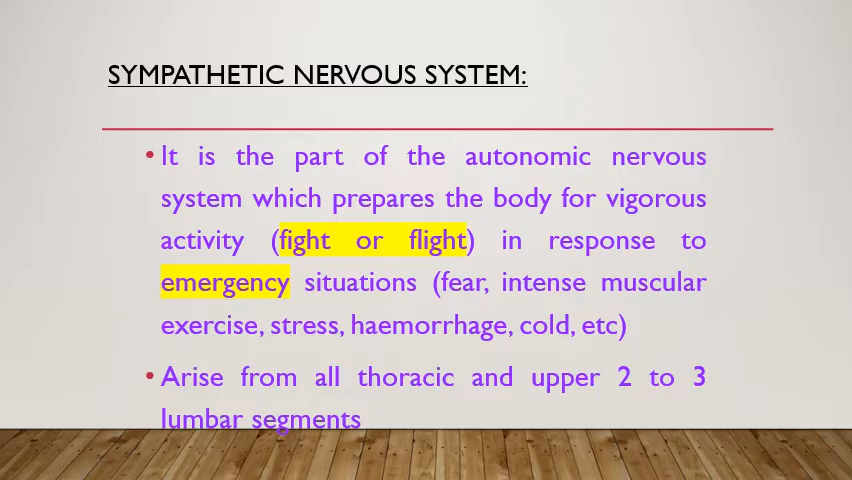 SYMPATHETIC NERVOUS SYSTEM:
• It is the part of the autonomic nervous
system which prepares the body for vigorous
activity (fight or flight) in response to
emergency situations (fear, intense muscular
exercise, stress, haemorrhage, cold, etc)
• Arise from all thoracic and upper 2 to 3
lumbar segments